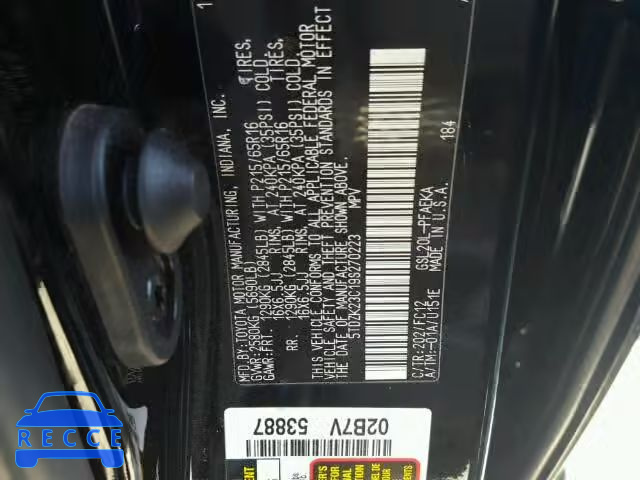 MFD.BY:TOYOTA MOTOR MANUFACTURING, INDIANA, INC.
GVWR:2580KG (5690LB)
GAWR:FRT. 1290KG (2845LB) WITH P215/65R16 TIRES,
16X6.5JJ RIMS, AT 240KPA (35PSI) COLD.
RR. 1290KG (2845LB) WITH P215/65R16 TIRES,
16X6.5JJ RIMS, AT 240KPA (35PSI) COLD.
THIS VEHICLE CONFORMS TO ALL APPLICABLE FEDERAL MOTOR
VEHICLE SAFETY AND THEFT PREVENTION STANDARDS IN EFFECT
ON THE DATE OF MANUFACTURE SHOWN ABOVE.
5TDZK23C19S270223 MPV
184
C/TR:202/FC12 GSL20L-PFAEKA
A/TM:-01A/U151E MADE IN U.S.A.
02B7V 53887
RECCE